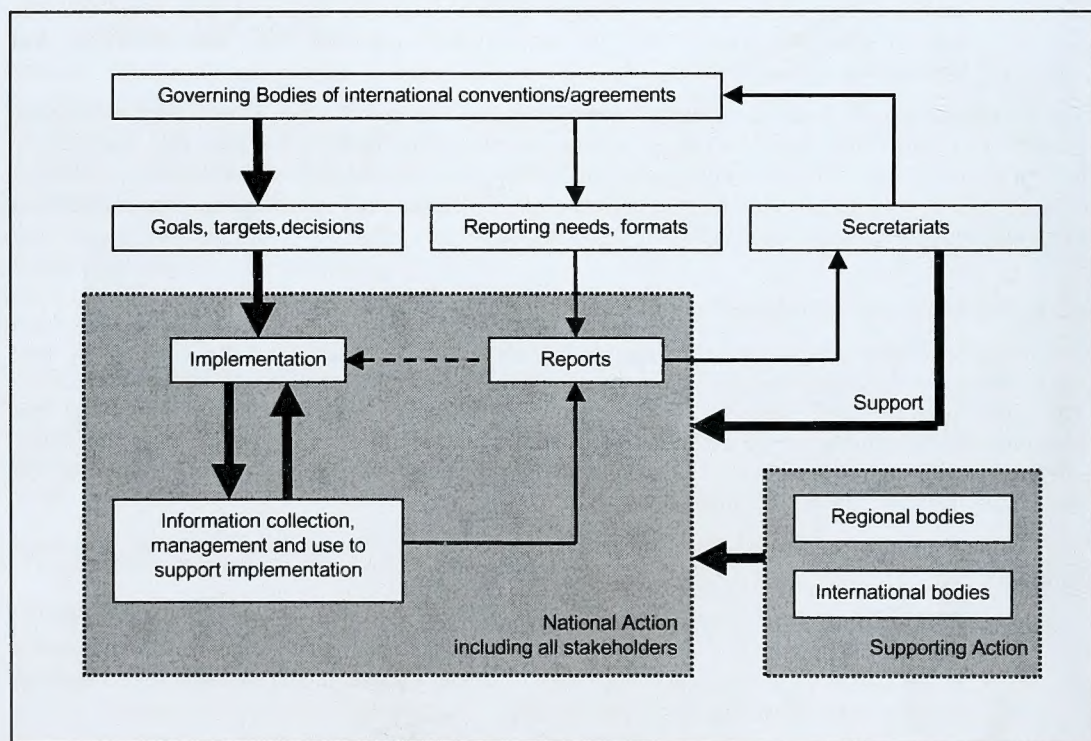 Governing Bodies of international conventions/agreements
Goals, targets,decisions
Reporting needs, formats
Secretariats
Implementation
Reports
Support
Information collection,
management and use to
support implementation
Regional bodies
International bodies
National Action
including all stakeholders
Supporting Action